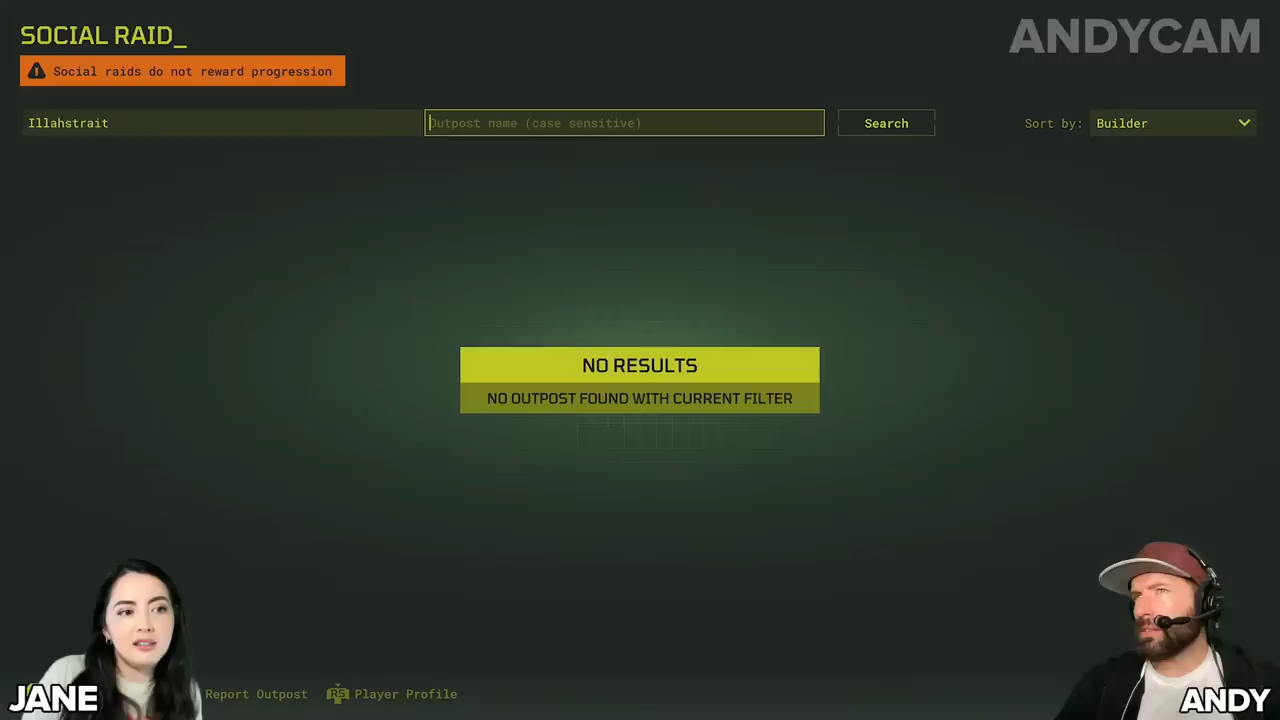 SOCIAL RAID_
ANDYCAM
Social raids do not reward progression
Illahstrait
Outpost name (case sensitive)
Search
Sort by:
Builder
NO RESULTS
NO OUTPOST FOUND WITH CURRENT FILTER
JANE
Report Outpost
RS
Player Profile
ANDY